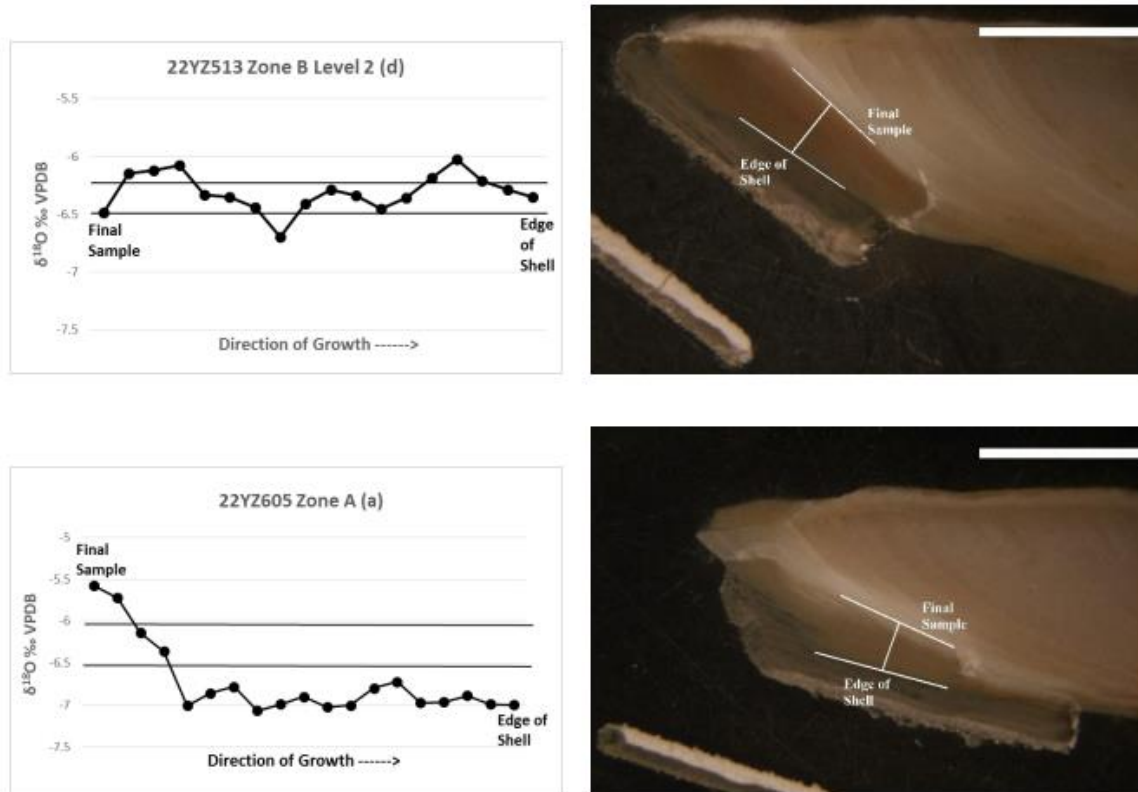 22YZ513 Zone B Level 2 (d)
-5.5
-6
-6.5
-7
-7.5
δ¹⁸O ‰ VPDB
Final
Sample
Edge
of
Shell
Direction of Growth ------>
Final
Sample
Edge of
Shell
22YZ605 Zone A (a)
-5
-5.5
-6
-6.5
-7
-7.5
δ¹⁸O ‰ VPDB
Final
Sample
Edge of
Shell
Direction of Growth ------>
Final
Sample
Edge of
Shell